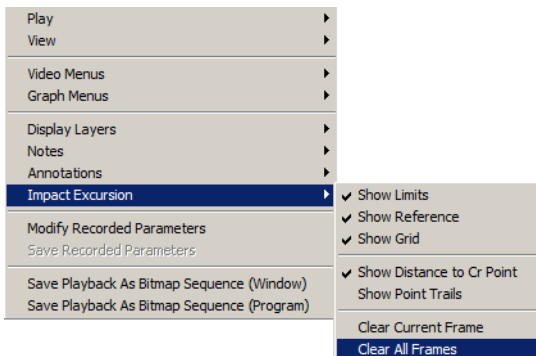 Play
View
Video Menus
Graph Menus
Display Layers
Notes
Annotations
Impact Excursion
Modify Recorded Parameters
Save Recorded Parameters
Save Playback As Bitmap Sequence (Window)
Save Playback As Bitmap Sequence (Program)
Show Limits
Show Reference
Show Grid
Show Distance to Cr Point
Show Point Trails
Clear Current Frame
Clear All Frames